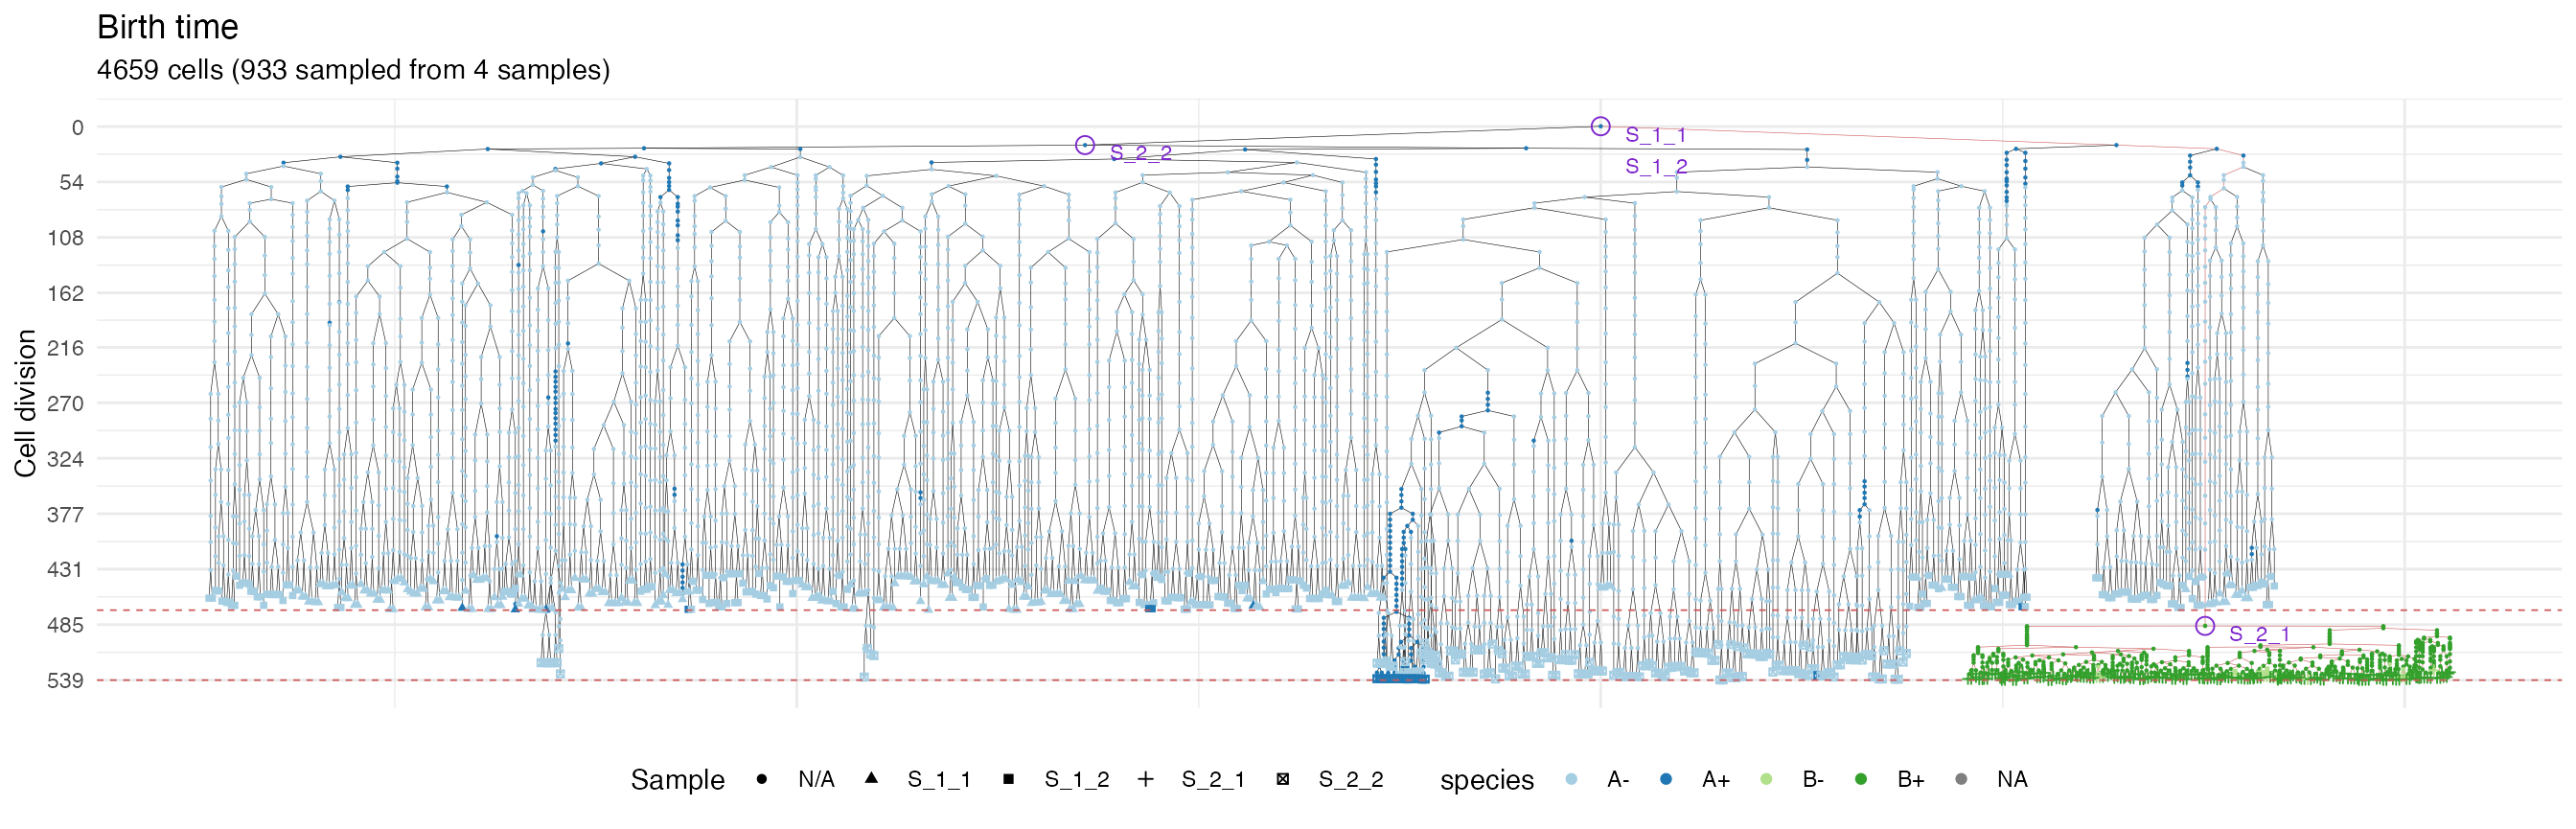 Birth time
4659 cells (933 sampled from 4 samples)
Cell division
0
54
108
162
216
270
324
377
431
485
539
S_1_1
S_2_2
S_1_2
S_2_1
Sample N/A S_1_1 S_1_2 S_2_1 S_2_2 species A- A+ B- B+ NA